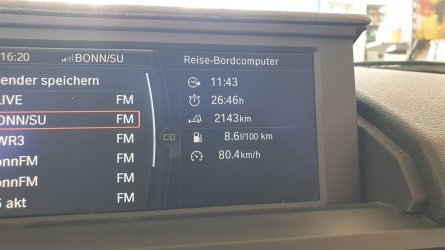 16:20
BONN/SU
Reise-Bordcomputer
ender speichern
LIVE FM
ONN/SU FM
WR3 FM
onnFM FM
onnFM FM
akt FM
11:43
26:46h
2143km
8.6l/100 km
80.4km/h